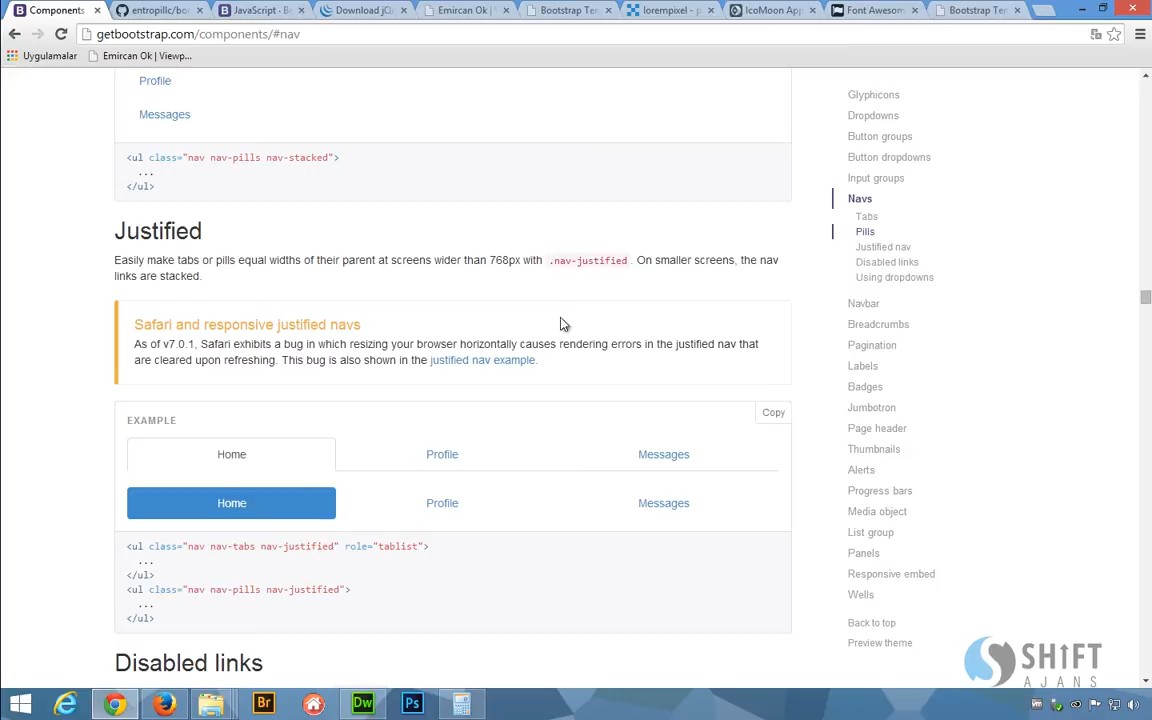 Components
entropillc/bo
JavaScript · B
Download jQ
Emircan Ok | V
Bootstrap Te
lorempixel - p
IcoMoon App
Font Awesom
Bootstrap Te
getbootstrap.com/components/#nav
Uygulamalar
Emircan Ok | Viewp...
Profile
Messages
<ul class="nav nav-pills nav-stacked">
...
</ul>
Justified
Easily make tabs or pills equal widths of their parent at screens wider than 768px with .nav-justified. On smaller screens, the nav
links are stacked.
Safari and responsive justified navs
As of v7.0.1, Safari exhibits a bug in which resizing your browser horizontally causes rendering errors in the justified nav that
are cleared upon refreshing. This bug is also shown in the justified nav example.
EXAMPLE
Copy
Home Profile Messages
Home Profile Messages
<ul class="nav nav-tabs nav-justified" role="tablist">
...
</ul>
<ul class="nav nav-pills nav-justified">
...
</ul>
Disabled links
Glyphicons
Dropdowns
Button groups
Button dropdowns
Input groups
Navs
Tabs
Pills
Justified nav
Disabled links
Using dropdowns
Navbar
Breadcrumbs
Pagination
Labels
Badges
Jumbotron
Page header
Thumbnails
Alerts
Progress bars
Media object
List group
Panels
Responsive embed
Wells
Back to top
Preview theme
SHIFT
AJANS
Br
Dw
Ps